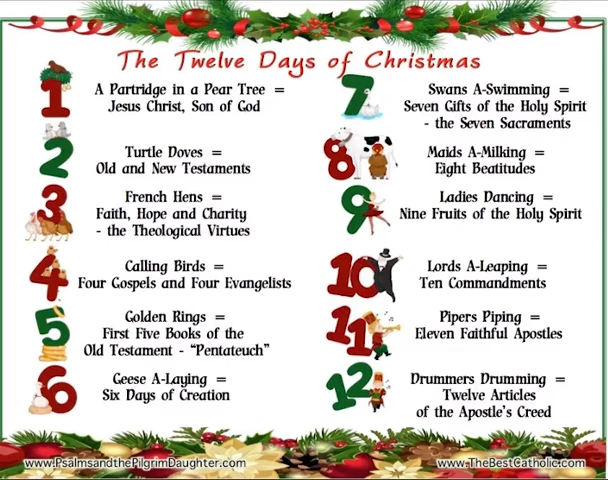 The Twelve Days of Christmas
1
A Partridge in a Pear Tree =
Jesus Christ, Son of God
2
Turtle Doves =
Old and New Testaments
3
French Hens =
Faith, Hope and Charity
- the Theological Virtues
4
Calling Birds =
Four Gospels and Four Evangelists
5
Golden Rings =
First Five Books of the
Old Testament - “Pentateuch”
6
Geese A-Laying =
Six Days of Creation
7
Swans A-Swimming =
Seven Gifts of the Holy Spirit
- the Seven Sacraments
8
Maids A-Milking =
Eight Beatitudes
9
Ladies Dancing =
Nine Fruits of the Holy Spirit
10
Lords A-Leaping =
Ten Commandments
11
Pipers Piping =
Eleven Faithful Apostles
12
Drummers Drumming =
Twelve Articles
of the Apostle's Creed
www.PsalmsandthePilgrimDaughter.com
www.TheBestCatholic.com